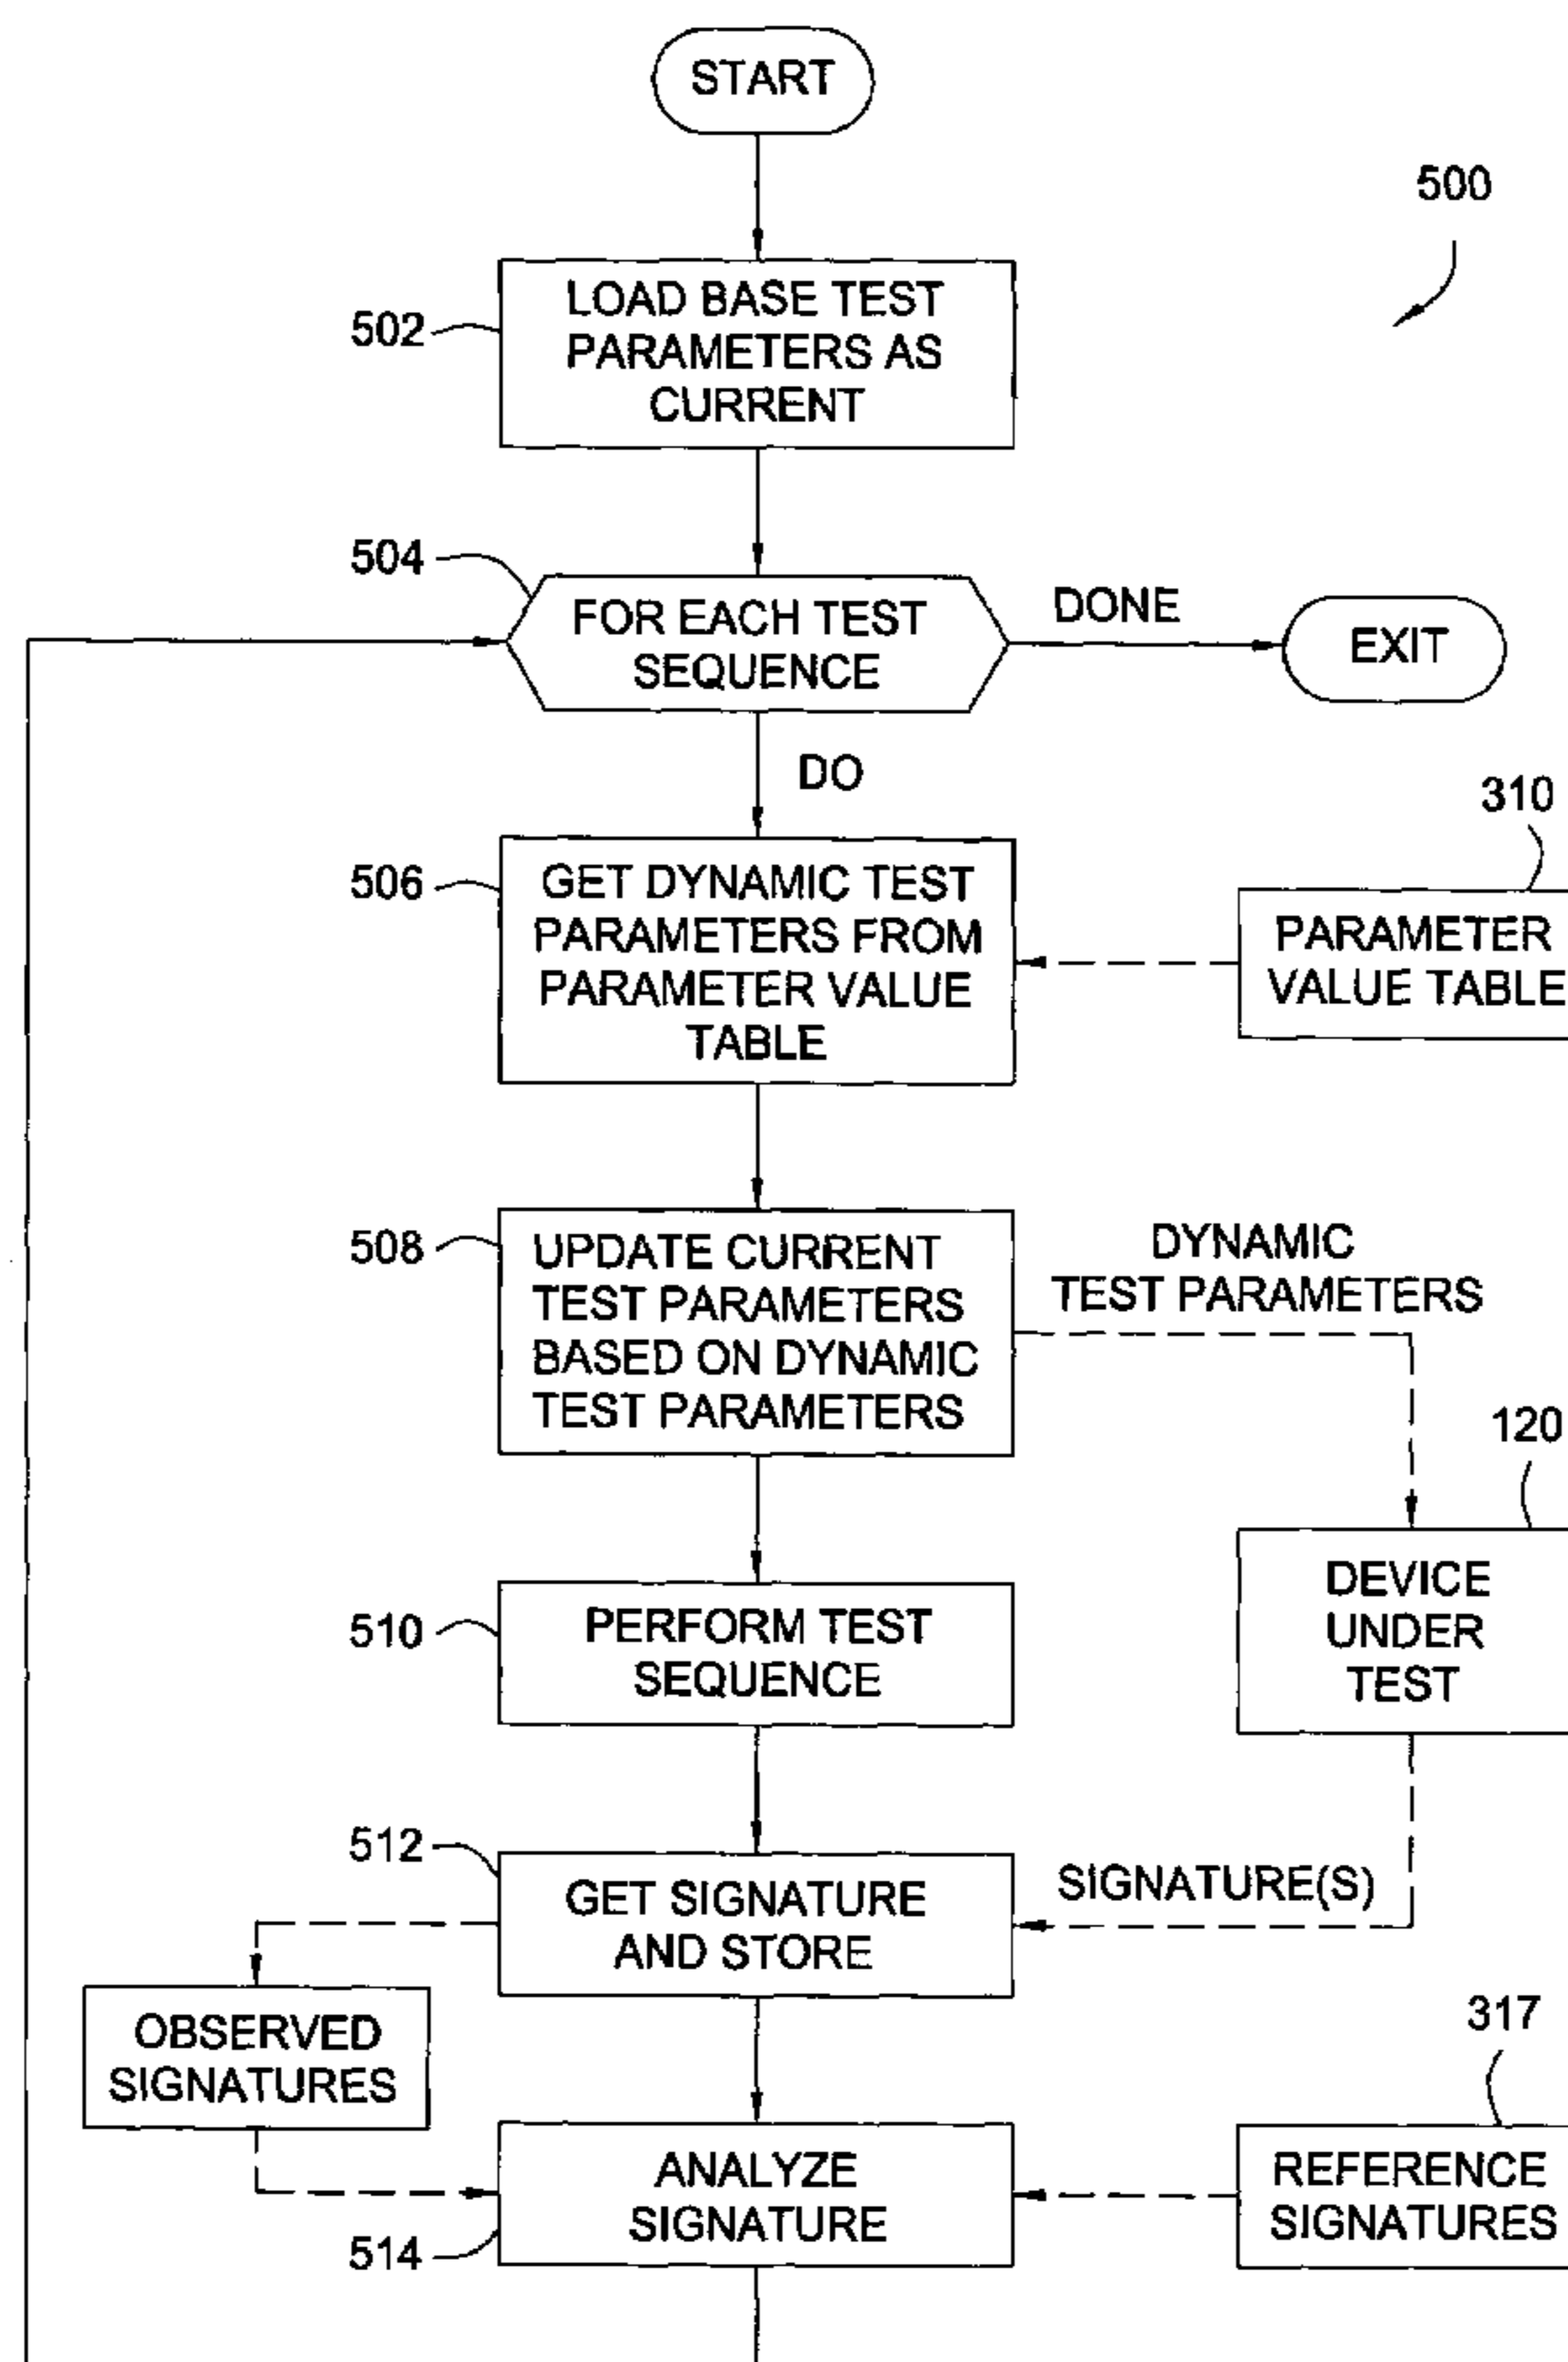 START
500
502
LOAD BASE TEST
PARAMETERS AS
CURRENT
504
FOR EACH TEST
SEQUENCE
DONE
EXIT
DO
310
506
GET DYNAMIC TEST
PARAMETERS FROM
PARAMETER VALUE
TABLE
PARAMETER
VALUE TABLE
508
UPDATE CURRENT
TEST PARAMETERS
BASED ON DYNAMIC
TEST PARAMETERS
DYNAMIC
TEST PARAMETERS
120
510
PERFORM TEST
SEQUENCE
DEVICE
UNDER
TEST
512
GET SIGNATURE
AND STORE
SIGNATURE(S)
OBSERVED
SIGNATURES
317
514
ANALYZE
SIGNATURE
REFERENCE
SIGNATURES